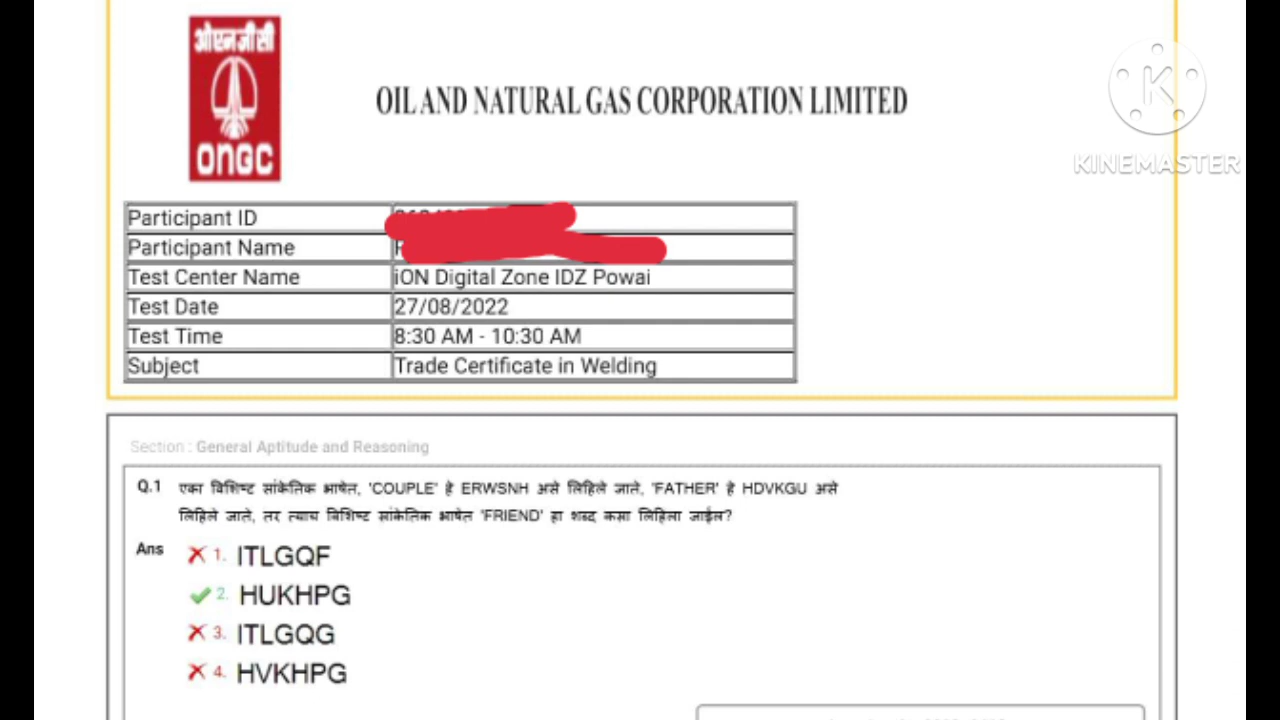 ओएनजीसी
ONGC
OIL AND NATURAL GAS CORPORATION LIMITED
K
KINEMASTER
Participant ID
Participant Name
Test Center Name iON Digital Zone IDZ Powai
Test Date 27/08/2022
Test Time 8:30 AM - 10:30 AM
Subject Trade Certificate in Welding
Section : General Aptitude and Reasoning
Q.1 एका विशिष्ट सांकेतिक भाषेत, 'COUPLE' हे ERWSNH असे लिहिले जाते, 'FATHER' हे HDVKGU असे
लिहिले जाते, तर त्याच विशिष्ट सांकेतिक भाषेत 'FRIEND' हा शब्द कसा लिहिला जाईल?
Ans 1. ITLGQF
2. HUKHPG
3. ITLGQG
4. HVKHPG